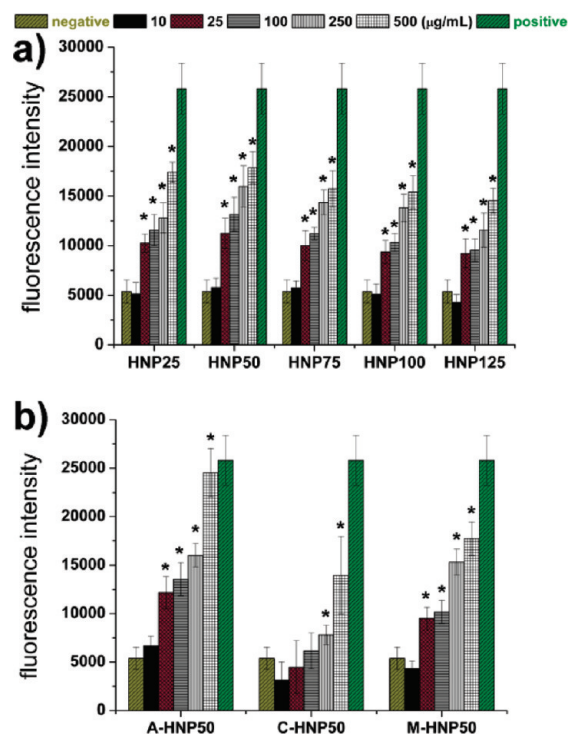 negative 10 25 100 250 500 (μg/mL) positive
a)
fluorescence intensity
30000
25000
20000
15000
10000
5000
0
* * * * * * * * * * * * * * * * * * * *
HNP25 HNP50 HNP75 HNP100 HNP125
b)
fluorescence intensity
30000
25000
20000
15000
10000
5000
0
* * * * * * * * * *
A-HNP50 C-HNP50 M-HNP50